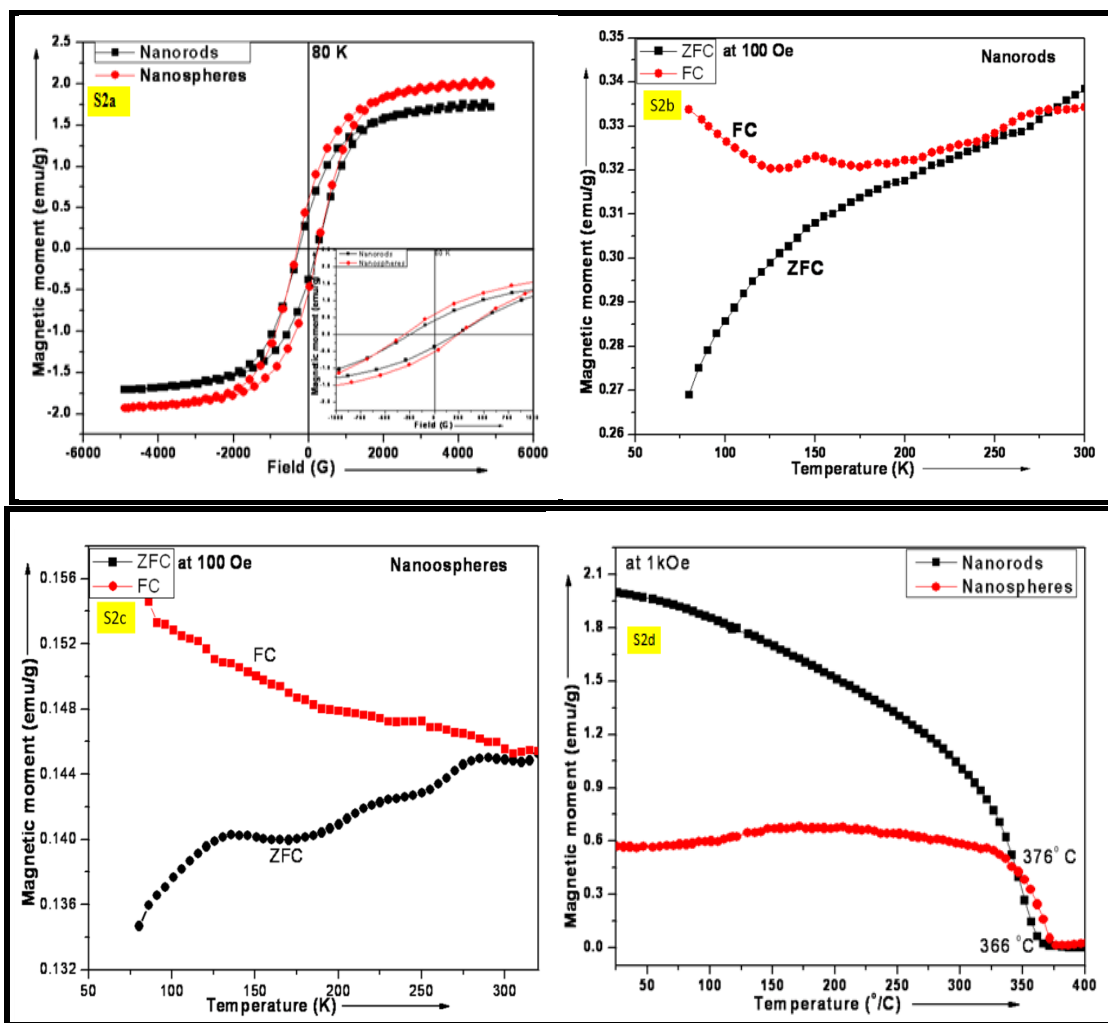 Nanorods
Nanospheres
80 K
S2a
Magnetic moment (emu/g)
2.5
2.0
1.5
1.0
0.5
0.0
-0.5
-1.0
-1.5
-2.0
-6000 -4000 -2000 0 2000 4000 6000
Field (G)
Nanorods
Nanospheres
80 K
Magnetic moment (emu/g)
Field (G)
ZFC at 100 Oe
FC
Nanorods
S2b
FC
ZFC
Magnetic moment (emu/g)
0.35
0.34
0.33
0.32
0.31
0.30
0.29
0.28
0.27
0.26
50 100 150 200 250 300
Temperature (K)
ZFC at 100 Oe
FC
Nanoospheres
S2c
FC
ZFC
Magnetic moment (emu/g)
0.156
0.152
0.148
0.144
0.140
0.136
0.132
50 100 150 200 250 300
Temperature (K)
at 1kOe
Nanorods
Nanospheres
S2d
Magnetic moment (emu/g)
2.1
1.8
1.5
1.2
0.9
0.6
0.3
0.0
376° C
366 °C
50 100 150 200 250 300 350 400
Temperature (°/C)